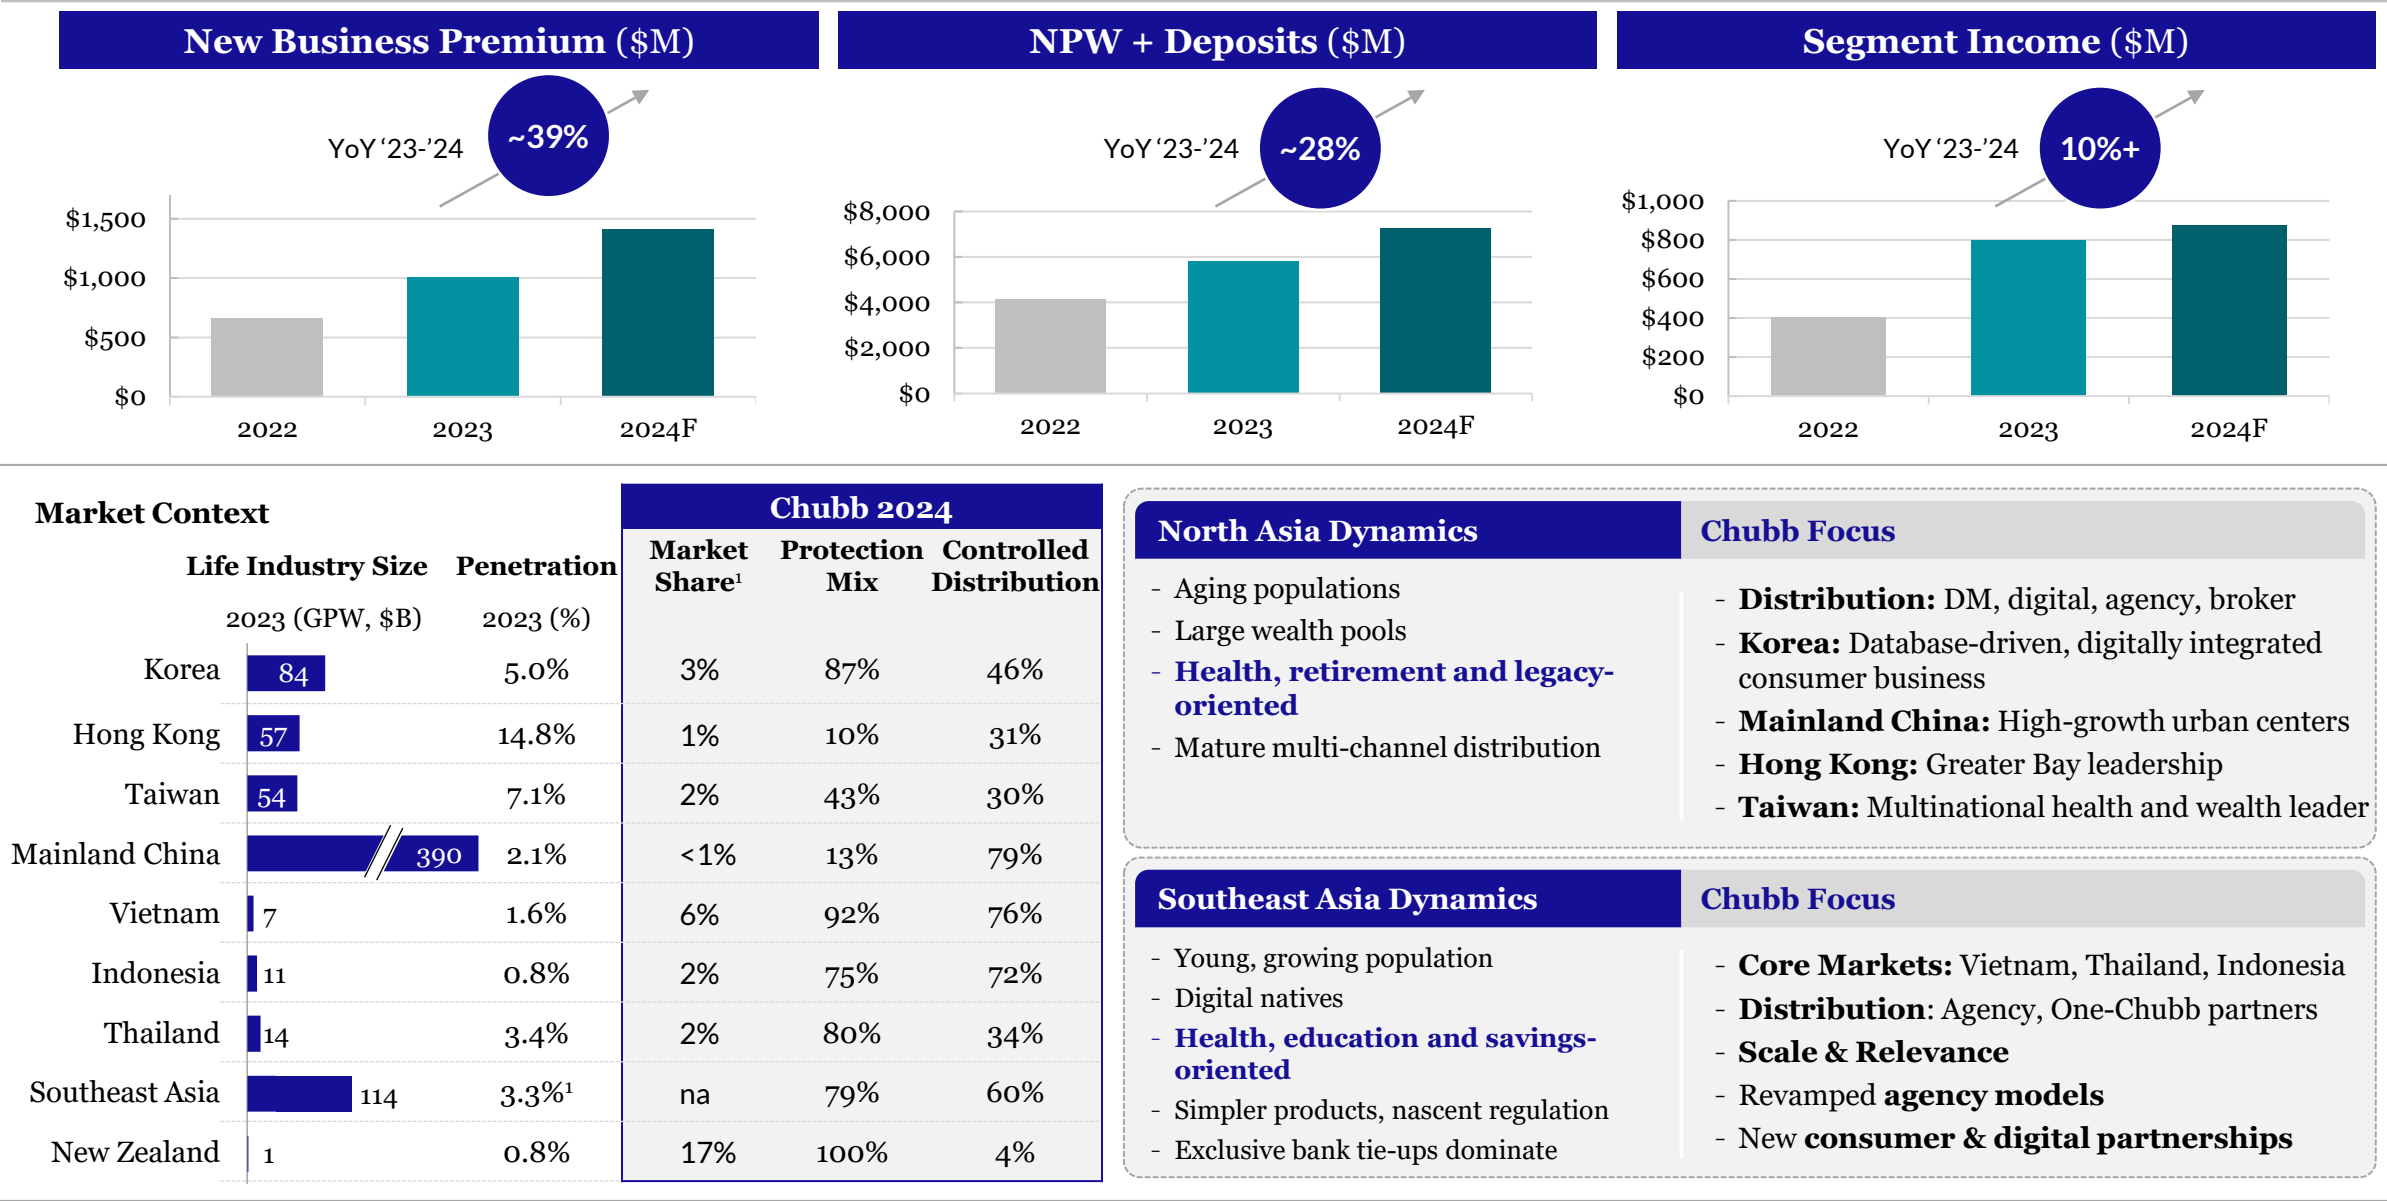 New Business Premium ($M)
YoY ‘23-’24
~39%
$1,500
$1,000
$500
$0
2022 2023 2024F
NPW + Deposits ($M)
YoY ‘23-’24
~28%
$8,000
$6,000
$4,000
$2,000
$0
2022 2023 2024F
Segment Income ($M)
YoY ‘23-’24
10%+
$1,000
$800
$600
$400
$200
$0
2022 2023 2024F
Market Context
Chubb 2024
Life Industry Size
2023 (GPW, $B)
Penetration
2023 (%)
Market
Share¹
Protection
Mix
Controlled
Distribution
Korea 84 5.0% 3% 87% 46%
Hong Kong 57 14.8% 1% 10% 31%
Taiwan 54 7.1% 2% 43% 30%
Mainland China 390 2.1% <1% 13% 79%
Vietnam 7 1.6% 6% 92% 76%
Indonesia 11 0.8% 2% 75% 72%
Thailand 14 3.4% 2% 80% 34%
Southeast Asia 114 3.3%¹ na 79% 60%
New Zealand 1 0.8% 17% 100% 4%
North Asia Dynamics
- Aging populations
- Large wealth pools
- Health, retirement and legacy-
oriented
- Mature multi-channel distribution
Chubb Focus
- Distribution: DM, digital, agency, broker
- Korea: Database-driven, digitally integrated
consumer business
- Mainland China: High-growth urban centers
- Hong Kong: Greater Bay leadership
- Taiwan: Multinational health and wealth leader
Southeast Asia Dynamics
- Young, growing population
- Digital natives
- Health, education and savings-
oriented
- Simpler products, nascent regulation
- Exclusive bank tie-ups dominate
Chubb Focus
- Core Markets: Vietnam, Thailand, Indonesia
- Distribution: Agency, One-Chubb partners
- Scale & Relevance
- Revamped agency models
- New consumer & digital partnerships